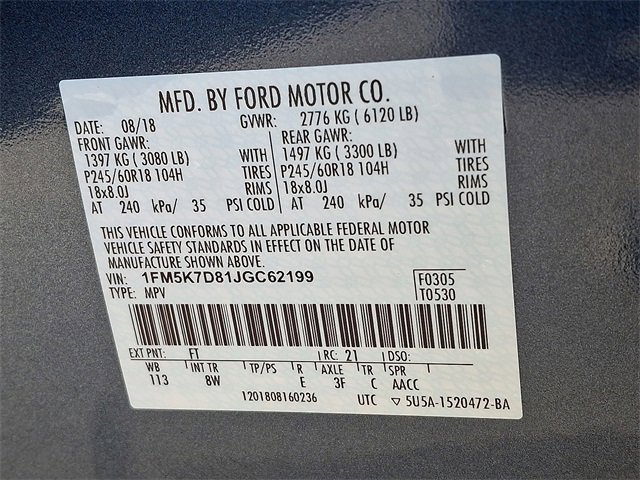 MFD. BY FORD MOTOR CO.
DATE: 08/18 GVWR: 2776 KG ( 6120 LB)
FRONT GAWR: REAR GAWR:
1397 KG ( 3080 LB) WITH 1497 KG ( 3300 LB) WITH
P245/60R18 104H TIRES P245/60R18 104H TIRES
18x8.0J RIMS 18x8.0J RIMS
AT 240 kPa/ 35 PSI COLD AT 240 kPa/ 35 PSI COLD
THIS VEHICLE CONFORMS TO ALL APPLICABLE FEDERAL MOTOR
VEHICLE SAFETY STANDARDS IN EFFECT ON THE DATE OF
MANUFACTURE SHOWN ABOVE.
VIN: 1FM5K7D81JGC62199 F0305
TYPE: MPV T0530
EXT PNT: FT RC: 21 DSO:
WB INT TR TP/PS R AXLE TR SPR
113 8W E 3F C AACC
1201808160236 UTC ▽ 5U5A-1520472-BA